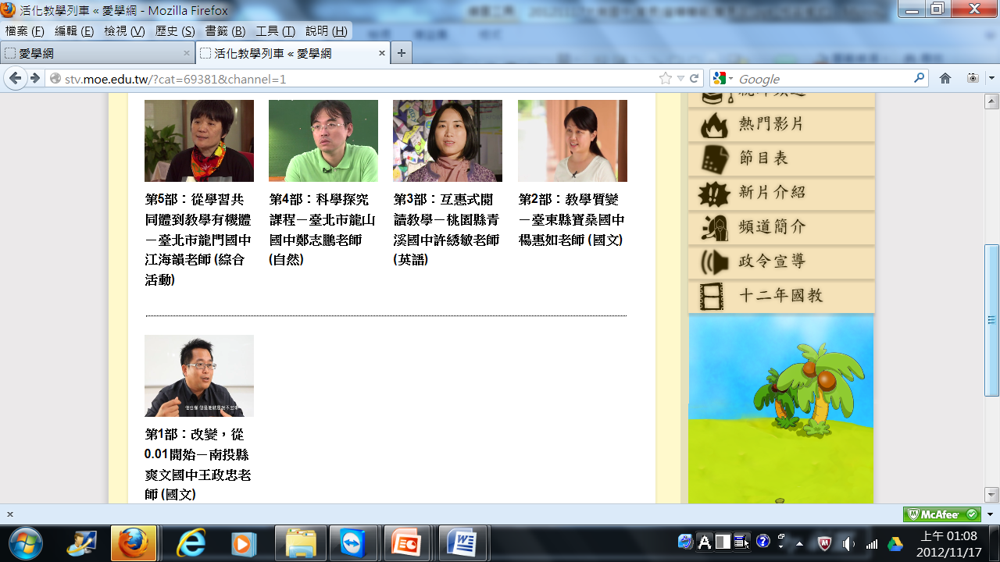 活化教學列車 « 愛學網 - Mozilla Firefox
檔案 (F) 編輯 (E) 檢視 (V) 歷史 (S) 書籤 (B) 工具 (T) 說明 (H)
愛學網
活化教學列車 « 愛學網
stv.moe.edu.tw/?cat=69381&channel=1
Google
第5部：從學習共
同體到教學有機體
－臺北市龍門國中
江海韻老師 (綜合
活動)
第4部：科學探究
課程－臺北市龍山
國中鄭志鵬老師
(自然)
第3部：互惠式閱
讀教學－桃園縣青
溪國中許綉敏老師
(英語)
第2部：教學質變
－臺東縣寶桑國中
楊惠如老師 (國文)
第1部：改變，從
0.01開始－南投縣
爽文國中王政忠老
師 (國文)
熱門影片
節目表
新片介紹
頻道簡介
政令宣導
十二年國教
McAfee
上午 01:08
2012/11/17